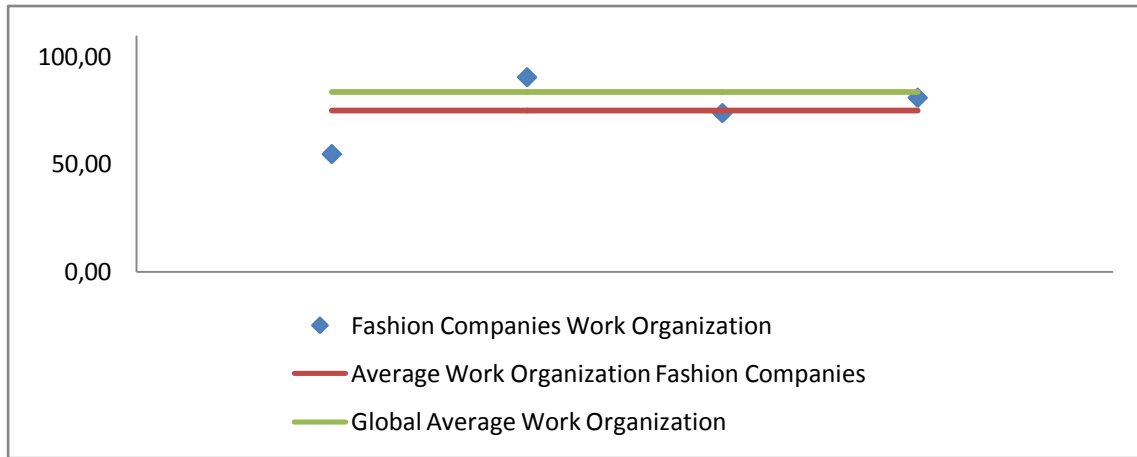 100,00
50,00
0,00
Fashion Companies Work Organization
Average Work Organization Fashion Companies
Global Average Work Organization